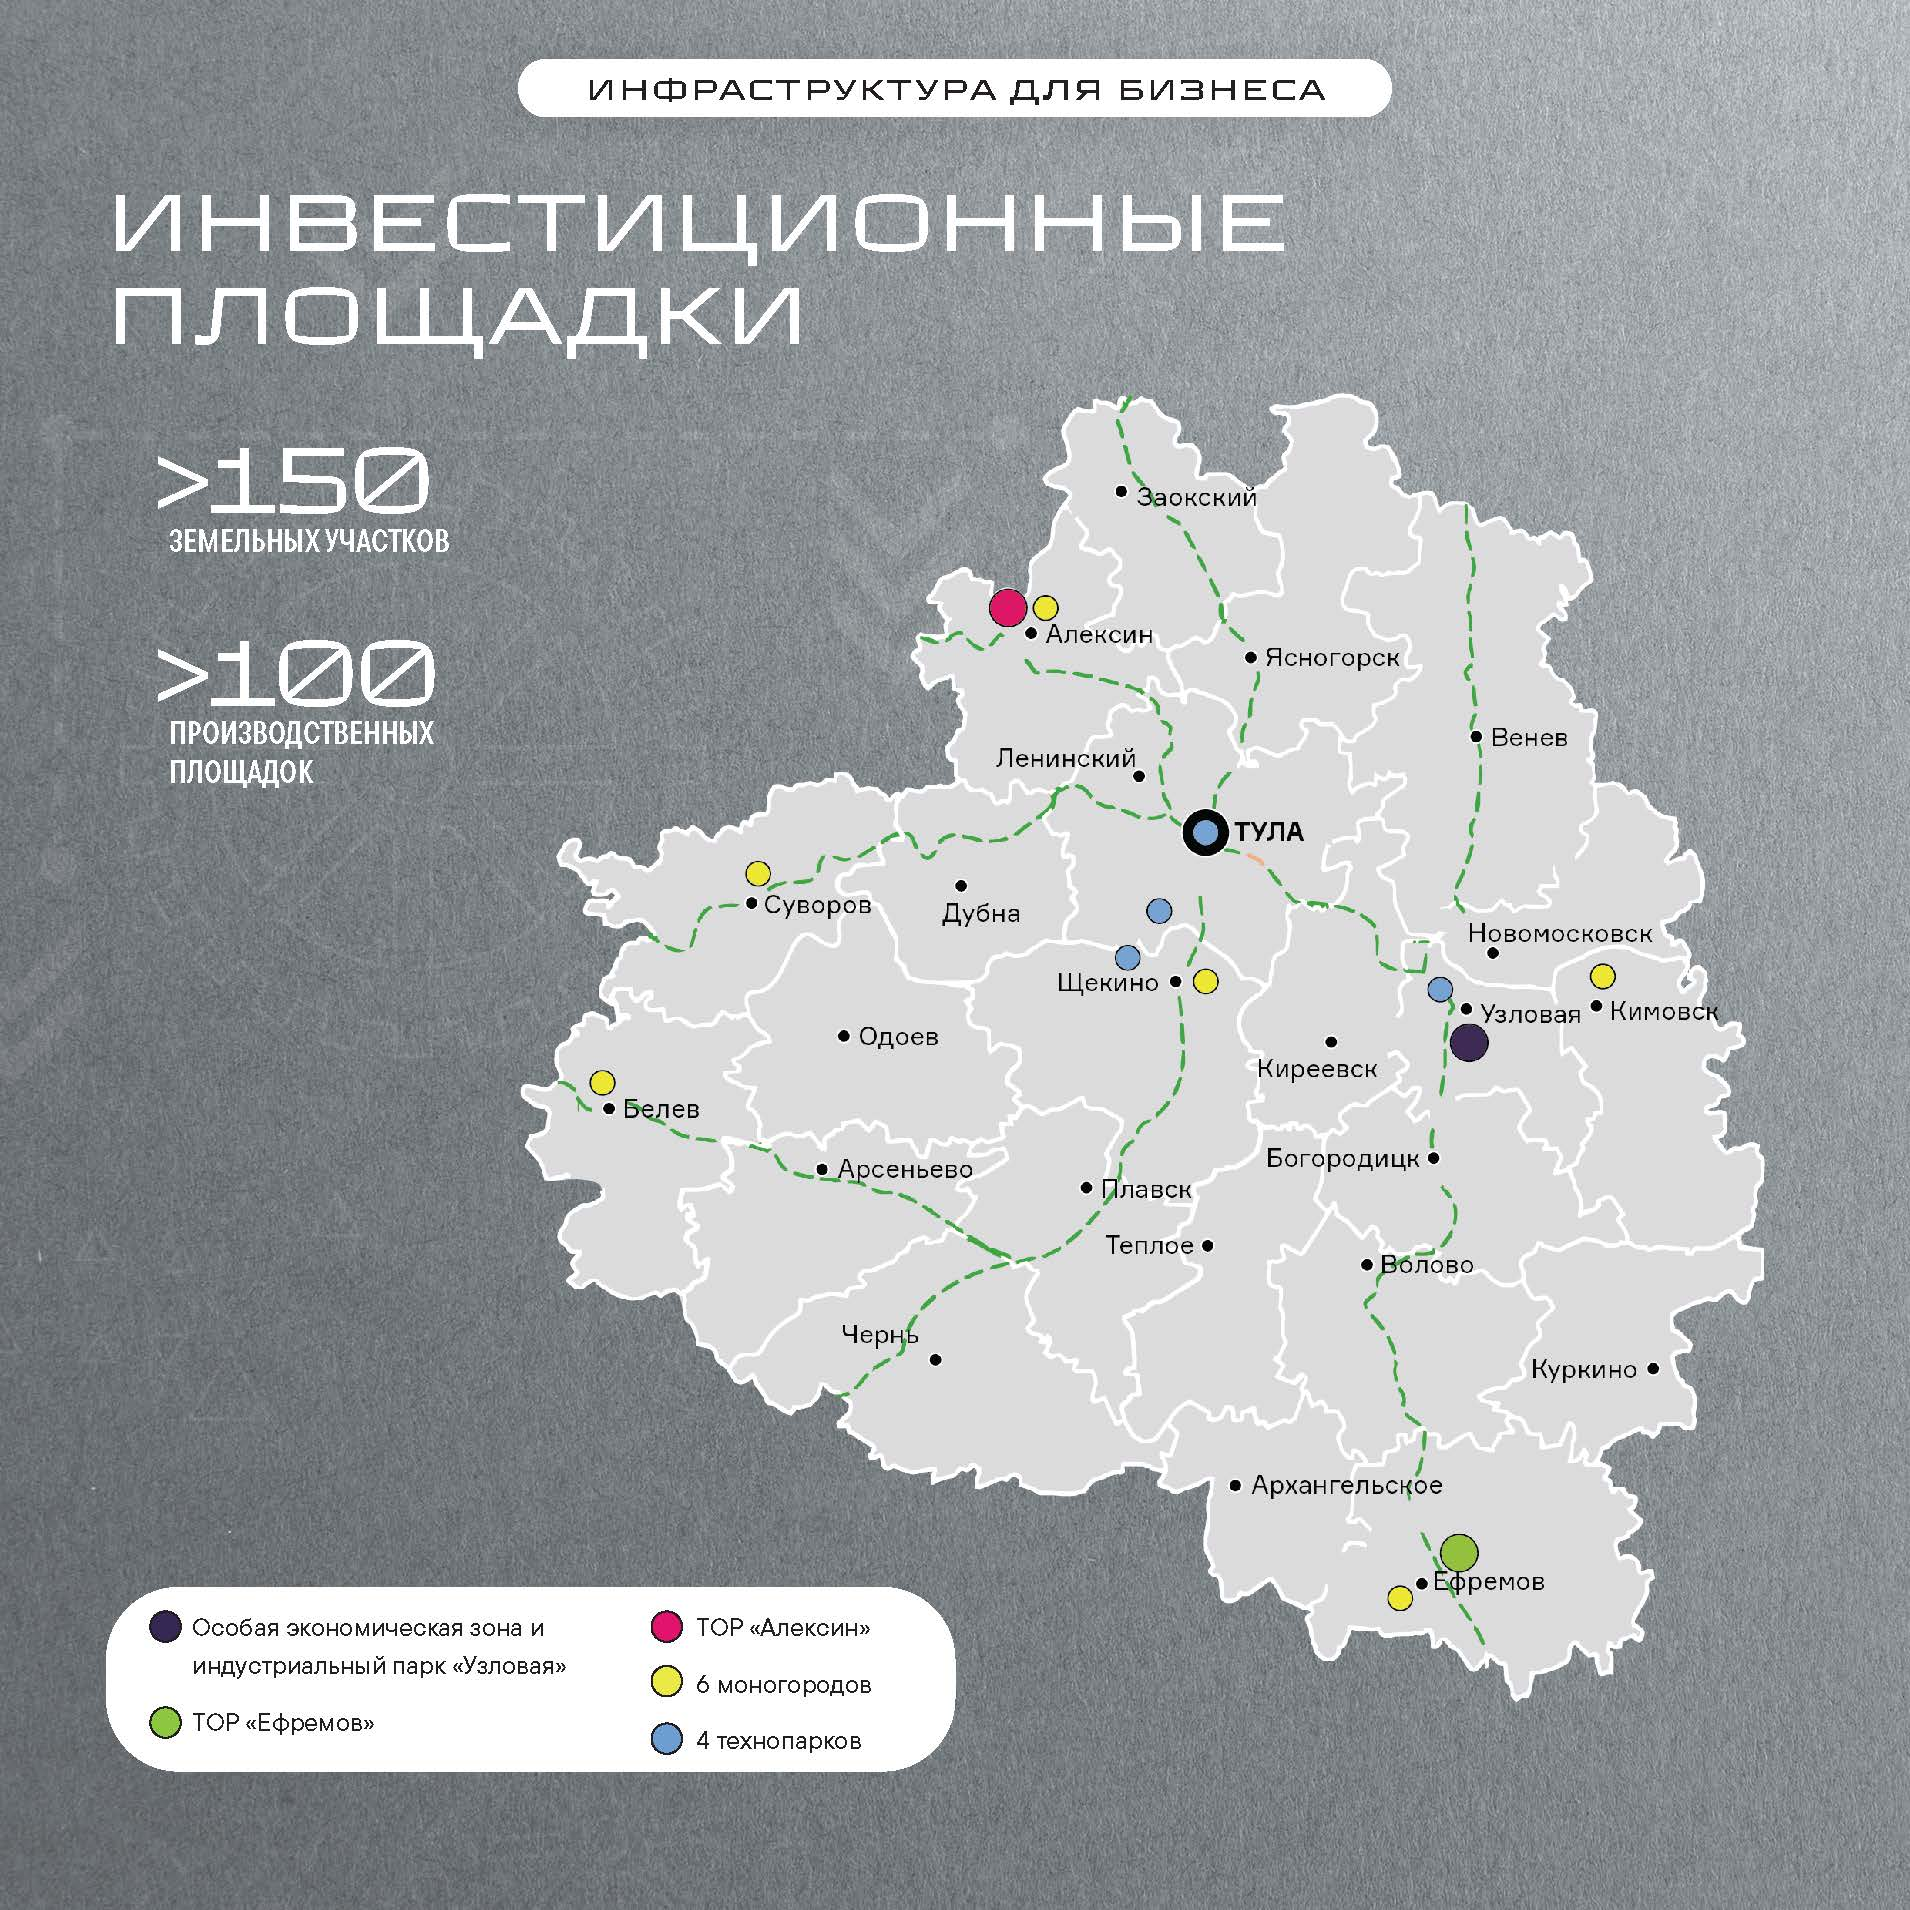 ИНФРАСТРУКТУРА ДЛЯ БИЗНЕСА
ИНВЕСТИЦИОННЫЕ
ПЛОЩАДКИ
>150
ЗЕМЕЛЬНЫХ УЧАСТКОВ
>100
ПРОИЗВОДСТВЕННЫХ
ПЛОЩАДОК
Заокский
Алексин
Ясногорск
Венев
Ленинский
ТУЛА
Суворов
Дубна
Новомосковск
Щекино
Узловая
Кимовск
Одоев
Киреевск
Белев
Богородицк
Арсеньево
Плавск
Теплое
Волово
Чернь
Куркино
Архангельское
Ефремов
Особая экономическая зона и
индустриальный парк «Узловая»
ТОР «Ефремов»
ТОР «Алексин»
6 моногородов
4 технопарков